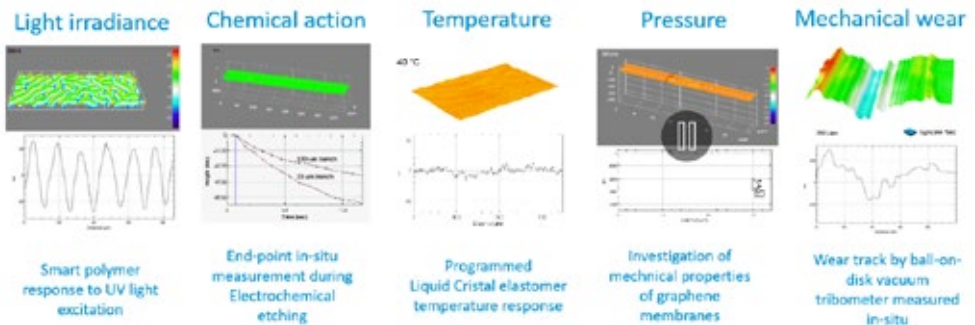 Light irradiance
Chemical action
Temperature
Pressure
Mechanical wear
40 °C
Time (sec)
Smart polymer
response to UV light
excitation
End-point in-situ
measurement during
Electrochemical
etching
Programmed
Liquid Cristal elastomer
temperature response
Investigation of
mechnical properties
of graphene
membranes
Wear track by ball-on-
disk vacuum
tribometer measured
in-situ